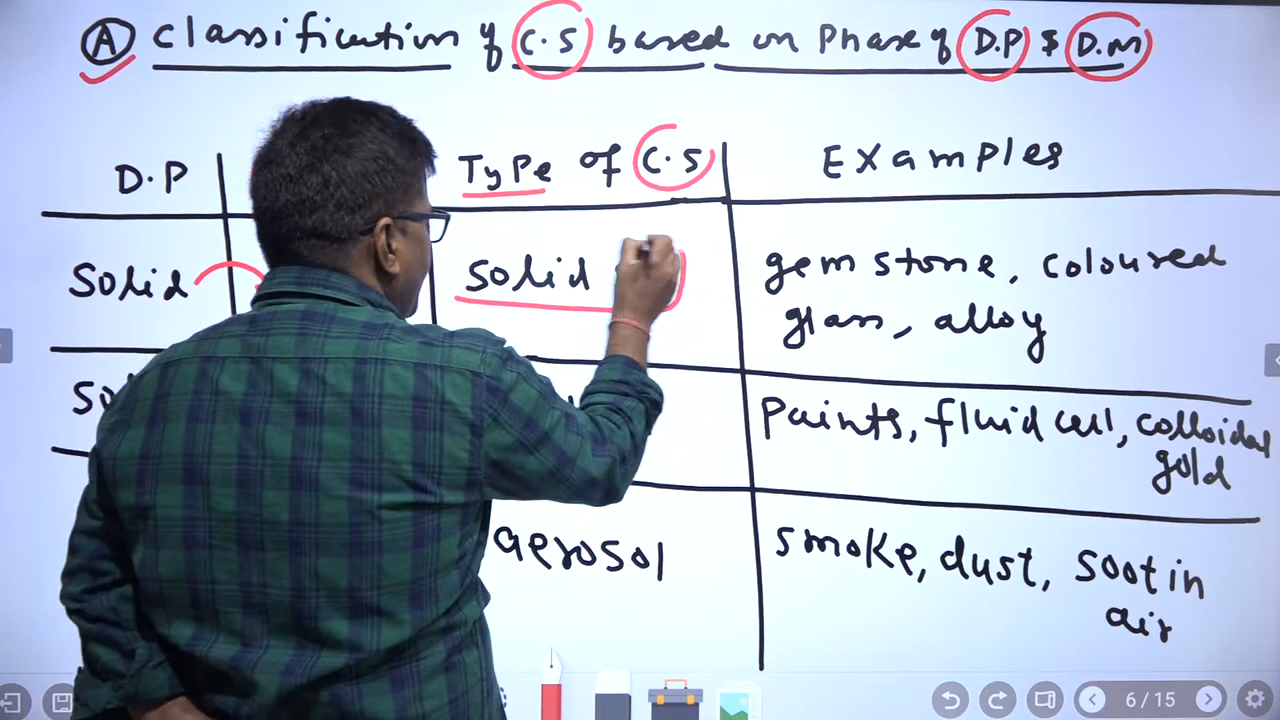 A Classification of C.S based on Phase of D.P $ D.M
D.P Type of C.S Examples
Solid Solid gem stone, coloured
glass, alloy
So
Paints, fluid cell, colloidal
gold
aerosol smoke, dust, soot in
air
6 / 15